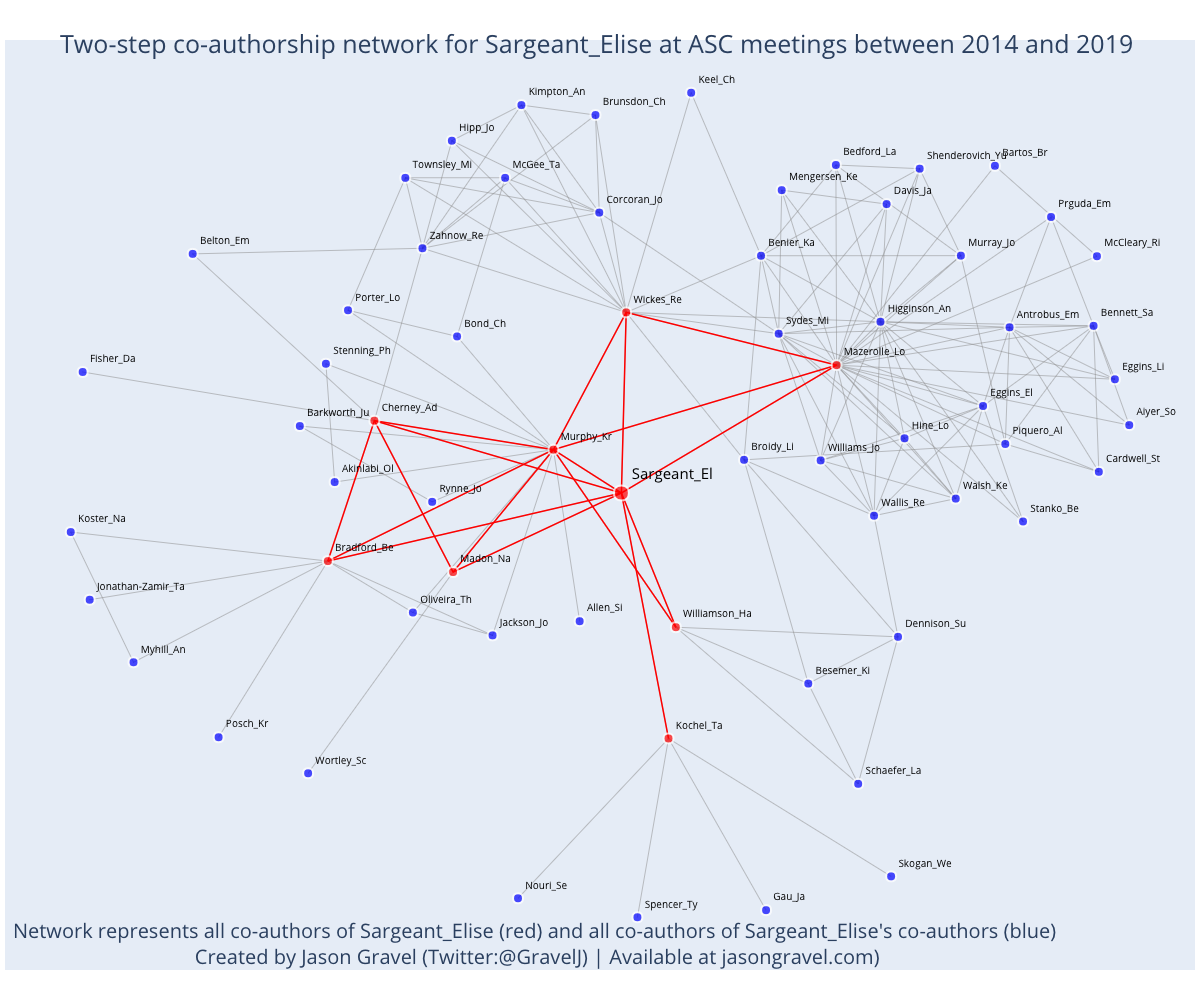 Two-step co-authorship network for Sargeant_Elise at ASC meetings between 2014 and 2019
Keel_Ch
Kimpton_An
Brunsdon_Ch
Hipp_Jo
Bedford_La
Shenderovich_Yu
Bartos_Br
Townsley_Mi
McGee_Ta
Mengersen_Ke
Davis_Ja
Corcoran_Jo
Prguda_Em
Zahnow_Re
Belton_Em
Benier_Ka
Murray_Jo
McCleary_Ri
Porter_Lo
Wickes_Re
Higginson_An
Antrobus_Em
Bennett_Sa
Bond_Ch
Sydes_Mi
Stenning_Ph
Mazerolle_Lo
Fisher_Da
Eggins_Li
Eggins_El
Barkworth_Ju
Cherney_Ad
Aiyer_So
Murphy_Kr
Hine_Lo
Piquero_Al
Broidy_Li
Williams_Jo
Cardwell_St
Akinlabi_Ol
Sargeant_El
Rynne_Jo
Walsh_Ke
Wallis_Re
Stanko_Be
Koster_Na
Bradford_Be
Madon_Na
Jonathan-Zamir_Ta
Oliveira_Th
Allen_Si
Williamson_Ha
Jackson_Jo
Dennison_Su
Myhill_An
Besemer_Ki
Posch_Kr
Kochel_Ta
Wortley_Sc
Schaefer_La
Skogan_We
Nouri_Se
Spencer_Ty
Gau_Ja
Network represents all co-authors of Sargeant_Elise (red) and all co-authors of Sargeant_Elise's co-authors (blue)
Created by Jason Gravel (Twitter:@GravelJ) | Available at jasongravel.com)